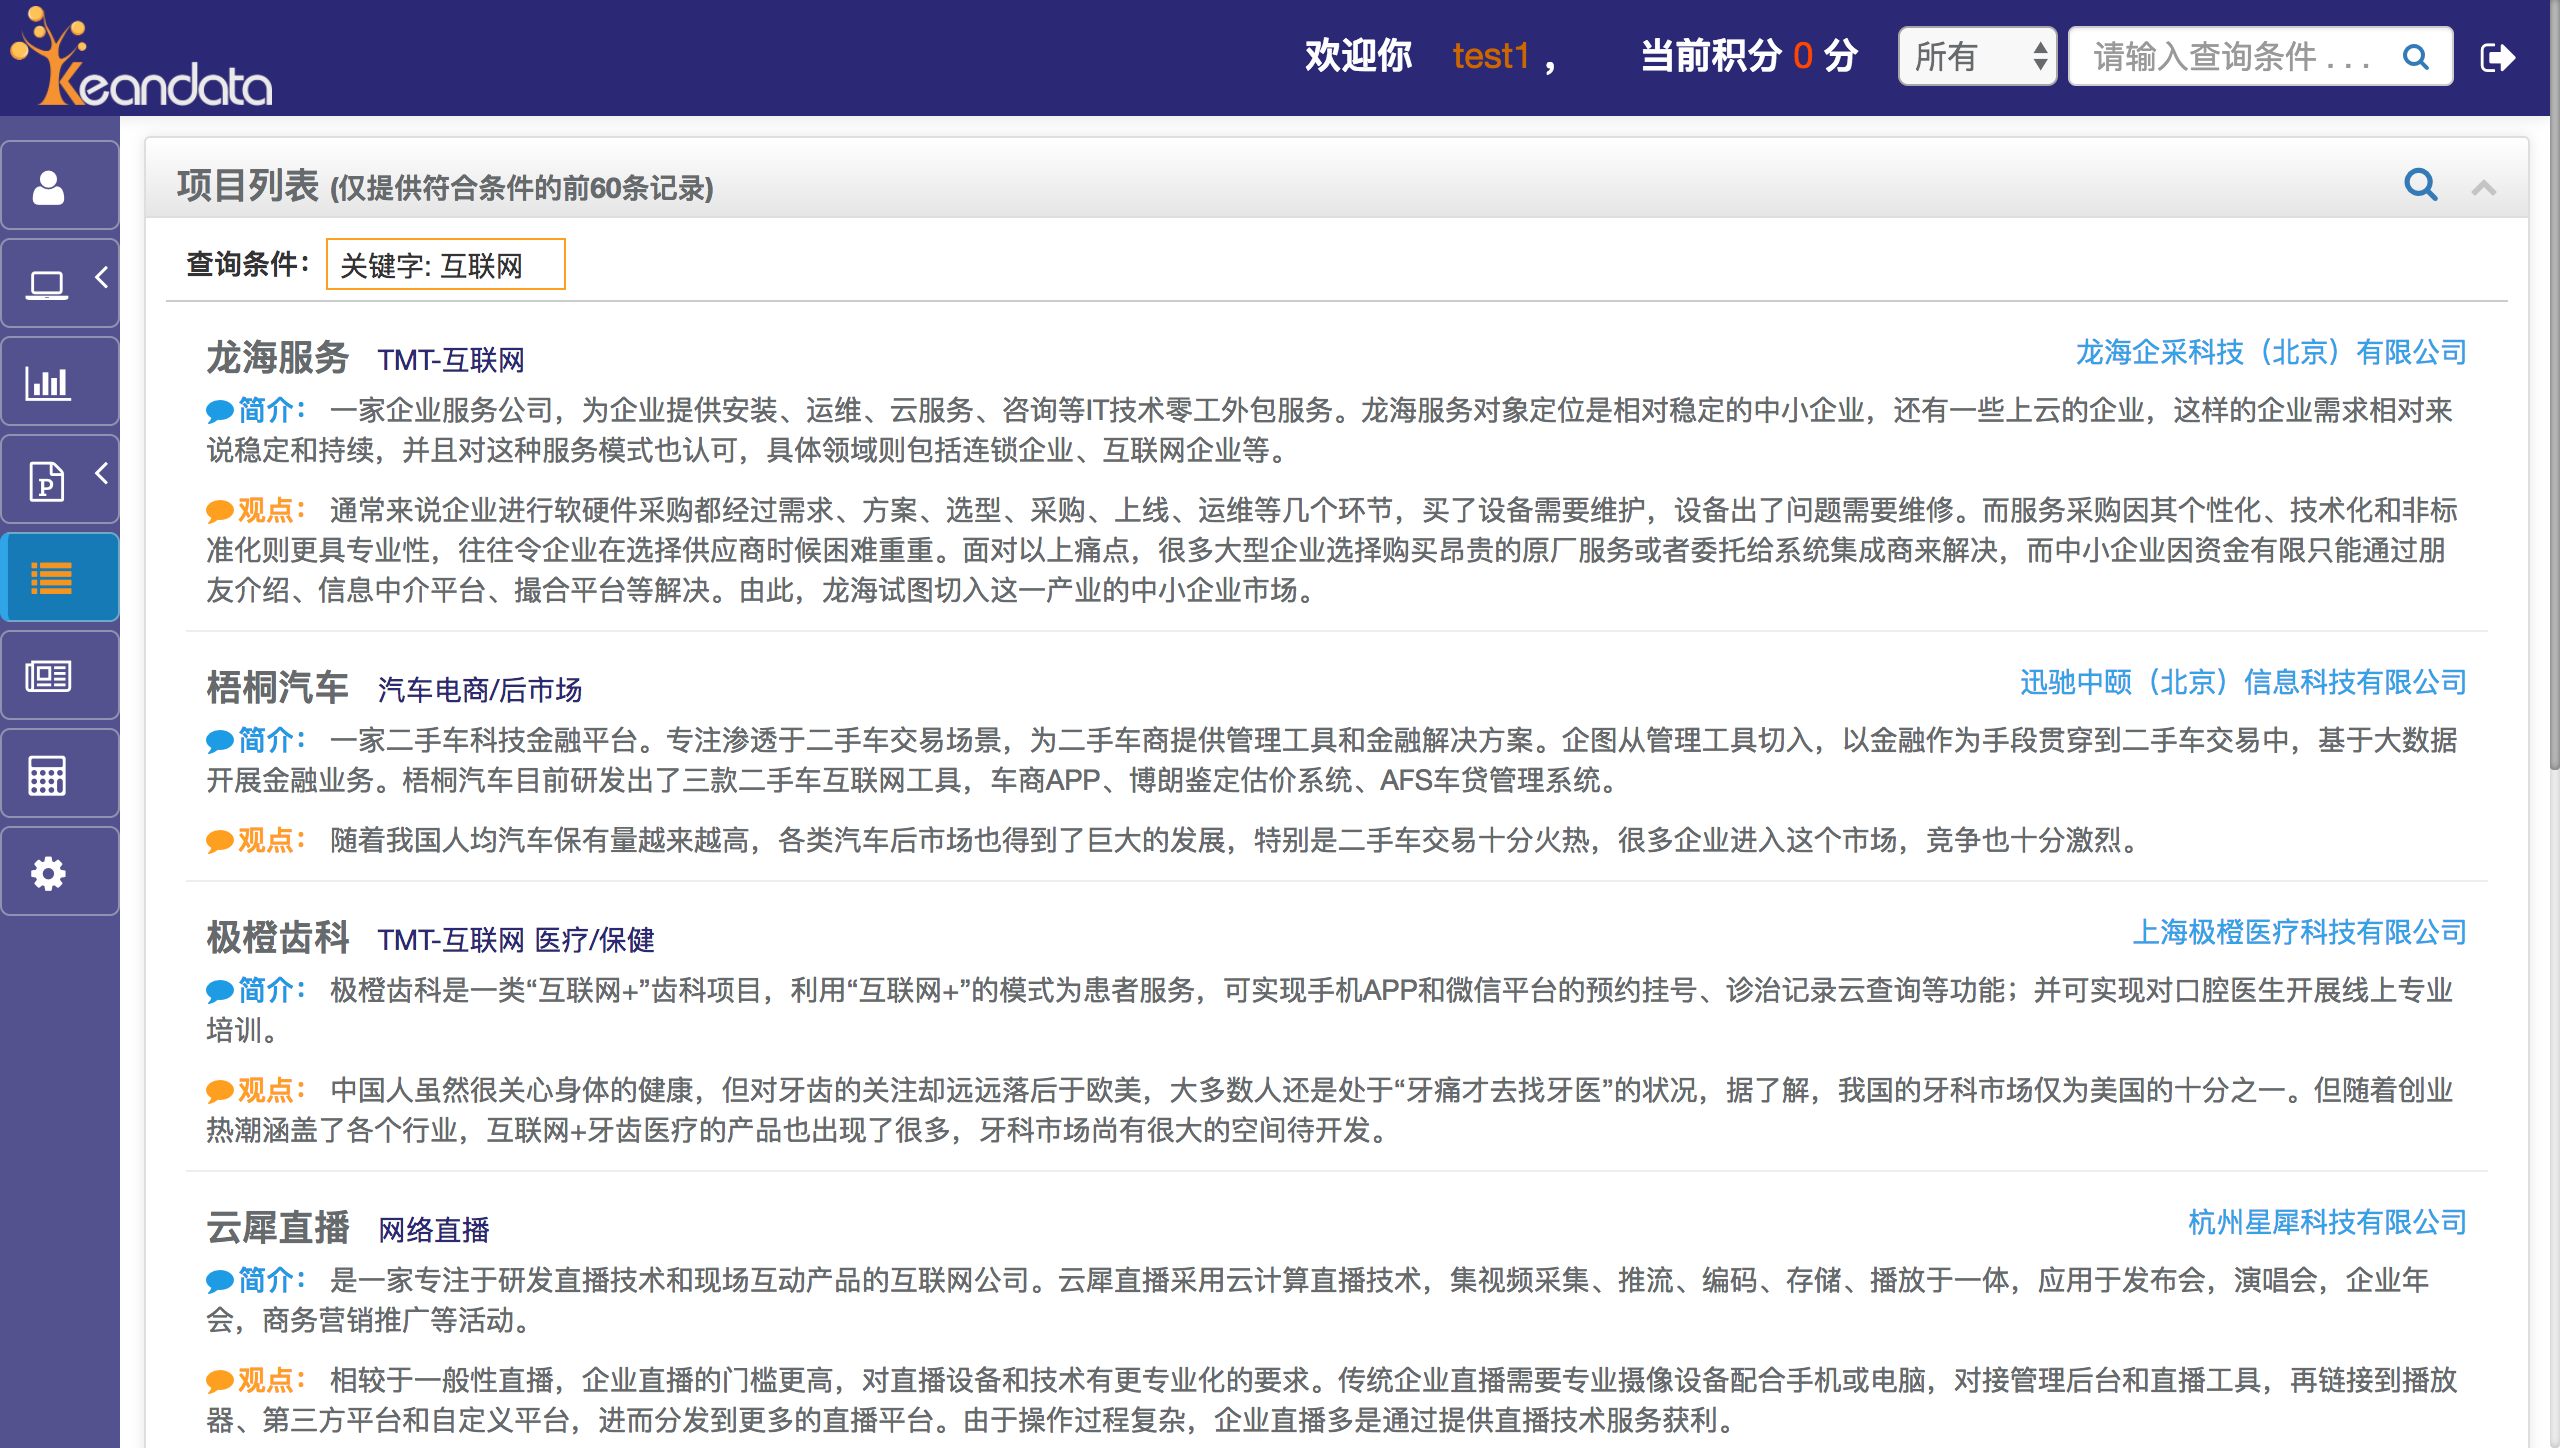 Keandata
欢迎你 test1 ， 当前积分 0 分 所有 请输入查询条件 . . .
项目列表 (仅提供符合条件的前60条记录)
查询条件： 关键字: 互联网
龙海服务 TMT-互联网 龙海企采科技（北京）有限公司
简介： 一家企业服务公司，为企业提供安装、运维、云服务、咨询等IT技术零工外包服务。龙海服务对象定位是相对稳定的中小企业，还有一些上云的企业，这样的企业需求相对来
说稳定和持续，并且对这种服务模式也认可，具体领域则包括连锁企业、互联网企业等。
观点： 通常来说企业进行软硬件采购都经过需求、方案、选型、采购、上线、运维等几个环节，买了设备需要维护，设备出了问题需要维修。而服务采购因其个性化、技术化和非标
准化则更具专业性，往往令企业在选择供应商时候困难重重。面对以上痛点，很多大型企业选择购买昂贵的原厂服务或者委托给系统集成商来解决，而中小企业因资金有限只能通过朋
友介绍、信息中介平台、撮合平台等解决。由此，龙海试图切入这一产业的中小企业市场。
梧桐汽车 汽车电商/后市场 迅驰中颐（北京）信息科技有限公司
简介： 一家二手车科技金融平台。专注渗透于二手车交易场景，为二手车商提供管理工具和金融解决方案。企图从管理工具切入，以金融作为手段贯穿到二手车交易中，基于大数据
开展金融业务。梧桐汽车目前研发出了三款二手车互联网工具，车商APP、博朗鉴定估价系统、AFS车贷管理系统。
观点： 随着我国人均汽车保有量越来越高，各类汽车后市场也得到了巨大的发展，特别是二手车交易十分火热，很多企业进入这个市场，竞争也十分激烈。
极橙齿科 TMT-互联网 医疗/保健 上海极橙医疗科技有限公司
简介： 极橙齿科是一类“互联网+”齿科项目，利用“互联网+”的模式为患者服务，可实现手机APP和微信平台的预约挂号、诊治记录云查询等功能；并可实现对口腔医生开展线上专业
培训。
观点： 中国人虽然很关心身体的健康，但对牙齿的关注却远远落后于欧美，大多数人还是处于“牙痛才去找牙医”的状况，据了解，我国的牙科市场仅为美国的十分之一。但随着创业
热潮涵盖了各个行业，互联网+牙齿医疗的产品也出现了很多，牙科市场尚有很大的空间待开发。
云犀直播 网络直播 杭州星犀科技有限公司
简介： 是一家专注于研发直播技术和现场互动产品的互联网公司。云犀直播采用云计算直播技术，集视频采集、推流、编码、存储、播放于一体，应用于发布会，演唱会，企业年
会，商务营销推广等活动。
观点： 相较于一般性直播，企业直播的门槛更高，对直播设备和技术有更专业化的要求。传统企业直播需要专业摄像设备配合手机或电脑，对接管理后台和直播工具，再链接到播放
器、第三方平台和自定义平台，进而分发到更多的直播平台。由于操作过程复杂，企业直播多是通过提供直播技术服务获利。